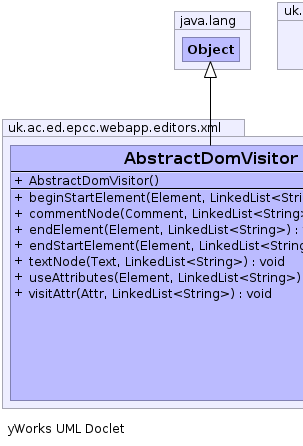 java.lang
uk.
Object
uk.ac.ed.epcc.webapp.editors.xml
AbstractDomVisitor
+ AbstractDomVisitor()
+ beginStartElement(Element, LinkedList<Stri
+ commentNode(Comment, LinkedList<String>
+ endElement(Element, LinkedList<String>) :
+ endStartElement(Element, LinkedList<String
+ textNode(Text, LinkedList<String>) : void
+ useAttributes(Element, LinkedList<String>)
+ visitAttr(Attr, LinkedList<String>) : void
yWorks UML Doclet